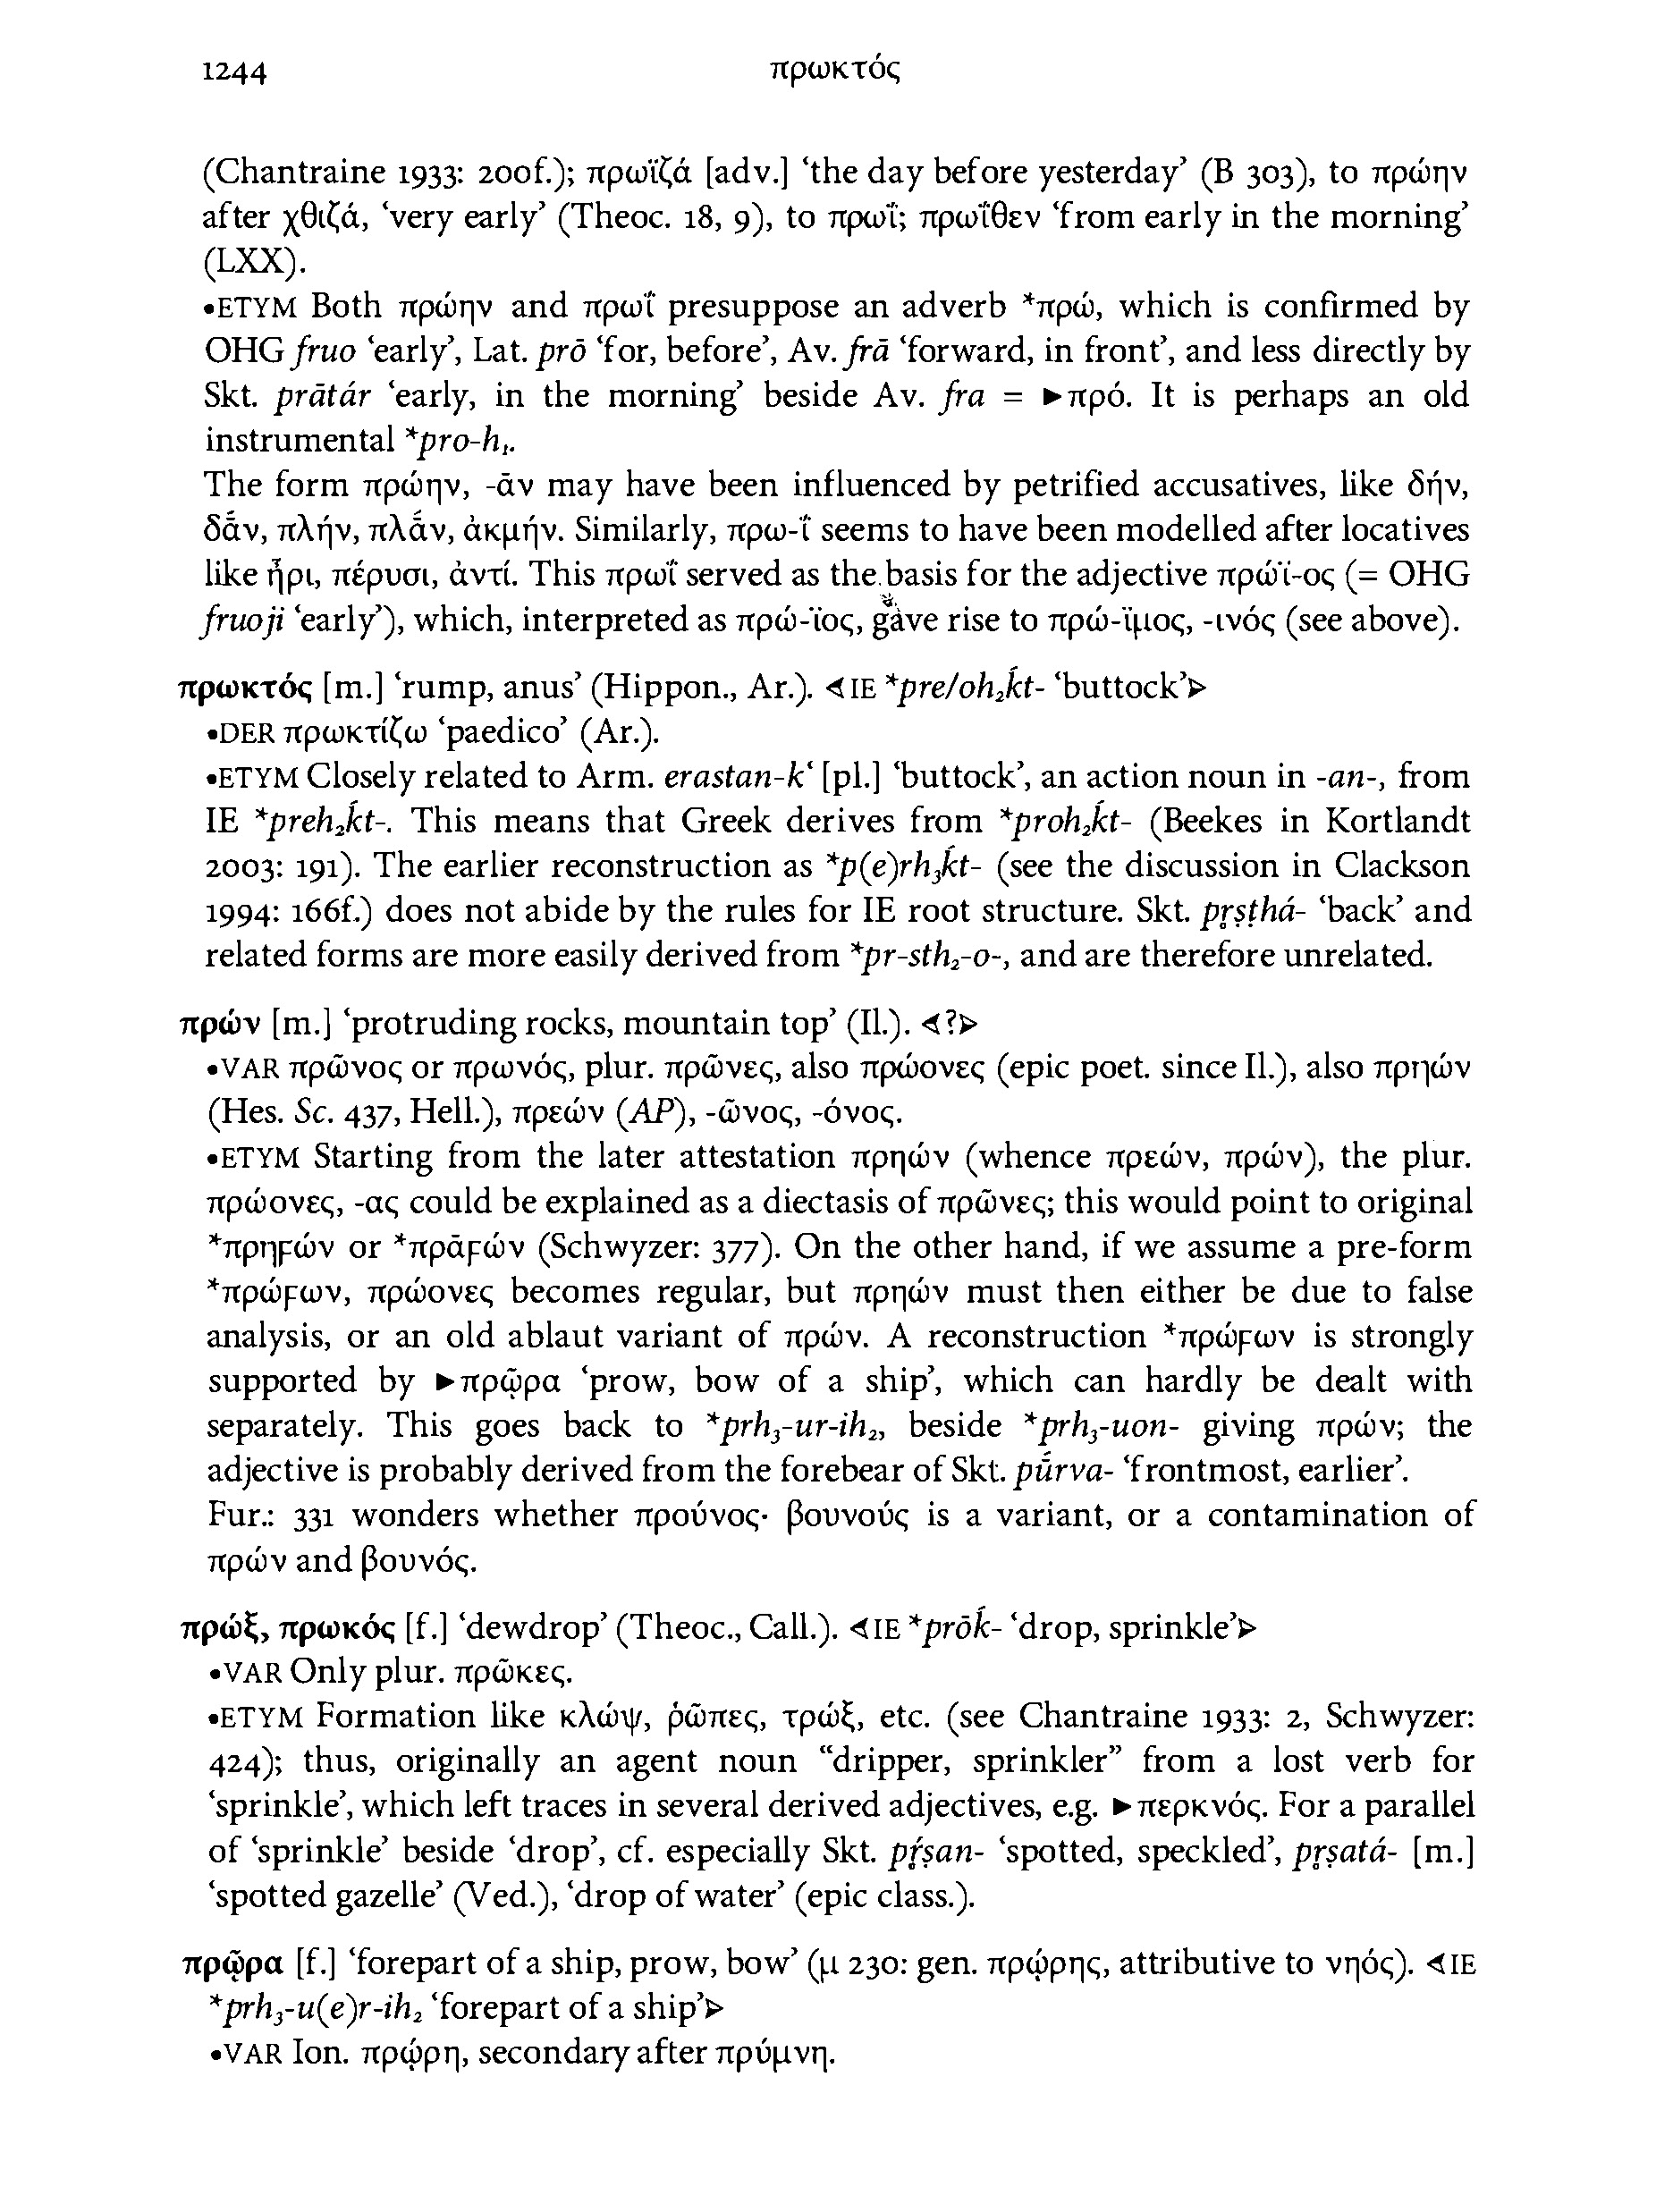 1244 πρωκτός
(Chantraine 1933: 200f.); πρωϊζά [adv.] ‘the day before yesterday’ (B 303), to πρώην
after χθιζά, ‘very early’ (Theoc. 18, 9), to πρωΐ; πρωΐθεν ‘from early in the morning’
(LXX).
•ETYM Both πρώην and πρωΐ presuppose an adverb *πρώ, which is confirmed by
OHG fruo ‘early’, Lat. prō ‘for, before’, Av. frā ‘forward, in front’, and less directly by
Skt. prātár ‘early, in the morning’ beside Av. fra = ►πρό. It is perhaps an old
instrumental *pro-h₁.
The form πρώην, -ᾱν may have been influenced by petrified accusatives, like δήν,
δᾱ́ν, πλήν, πλᾱ́ν, ἀκμήν. Similarly, πρω-ΐ seems to have been modelled after locatives
like ἦρι, πέρυσι, ἀντί. This πρωΐ served as the basis for the adjective πρώϊ-ος (= OHG
fruoji ‘early’), which, interpreted as πρώ-ϊος, gave rise to πρώ-ϊμος, -ινός (see above).
πρωκτός [m.] ‘rump, anus’ (Hippon., Ar.). ⊲IE *pre/oh₂ḱt- ‘buttock’⊳
•DER πρωκτίζω ‘paedico’ (Ar.).
•ETYM Closely related to Arm. erastan-kʿ [pl.] ‘buttock’, an action noun in -an-, from
IE *preh₂ḱt-. This means that Greek derives from *proh₂ḱt- (Beekes in Kortlandt
2003: 191). The earlier reconstruction as *p(e)rh₃ḱt- (see the discussion in Clackson
1994: 166f.) does not abide by the rules for IE root structure. Skt. pr̥ṣṭhá- ‘back’ and
related forms are more easily derived from *pr-sth₂-o-, and are therefore unrelated.
πρών [m.] ‘protruding rocks, mountain top’ (Il.). ⊲?⊳
•VAR πρῶνος or πρωνός, plur. πρῶνες, also πρώονες (epic poet. since Il.), also πρηών
(Hes. Sc. 437, Hell.), πρεών (AP), -ῶνος, -όνος.
•ETYM Starting from the later attestation πρηών (whence πρεών, πρών), the plur.
πρώονες, -ας could be explained as a diectasis of πρῶνες; this would point to original
*πρηϝών or *πρᾱϝών (Schwyzer: 377). On the other hand, if we assume a pre-form
*πρώϝων, πρώονες becomes regular, but πρηών must then either be due to false
analysis, or an old ablaut variant of πρών. A reconstruction *πρώϝων is strongly
supported by ►πρῷρα ‘prow, bow of a ship’, which can hardly be dealt with
separately. This goes back to *prh₃-ur-ih₂, beside *prh₃-uon- giving πρών; the
adjective is probably derived from the forebear of Skt. pū́rva- ‘frontmost, earlier’.
Fur.: 331 wonders whether προύνος· βουνούς is a variant, or a contamination of
πρών and βουνός.
πρώξ, πρωκός [f.] ‘dewdrop’ (Theoc., Call.). ⊲IE *prōḱ- ‘drop, sprinkle’⊳
•VAR Only plur. πρῶκες.
•ETYM Formation like κλώψ, ῥῶπες, τρώξ, etc. (see Chantraine 1933: 2, Schwyzer:
424); thus, originally an agent noun “dripper, sprinkler” from a lost verb for
‘sprinkle’, which left traces in several derived adjectives, e.g. ►περκνός. For a parallel
of ‘sprinkle’ beside ‘drop’, cf. especially Skt. pŕ̥ṣan- ‘spotted, speckled’, pr̥ṣatá- [m.]
‘spotted gazelle’ (Ved.), ‘drop of water’ (epic class.).
πρῷρα [f.] ‘forepart of a ship, prow, bow’ (μ 230: gen. πρῴρης, attributive to νηός). ⊲IE
*prh₃-u(e)r-ih₂ ‘forepart of a ship’⊳
•VAR Ion. πρῴρη, secondary after πρύμνη.